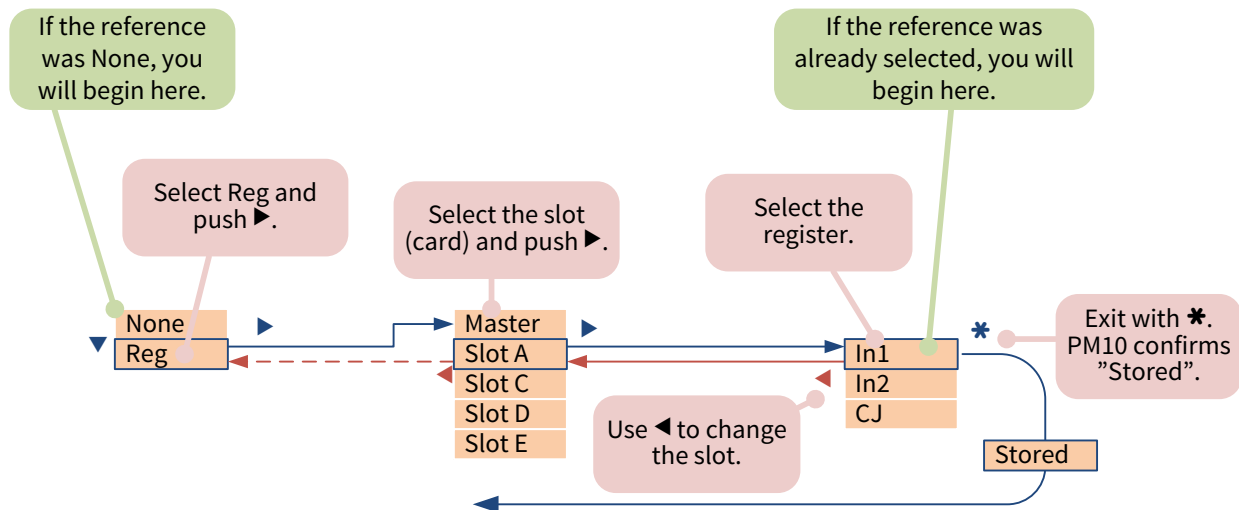 If the reference
was None, you
will begin here.
If the reference was
already selected, you will
begin here.
Select Reg and
push ▶.
Select the slot
(card) and push ▶.
Select the
register.
None
Reg
Master
Slot A
Slot C
Slot D
Slot E
In1
In2
CJ
Exit with *.
PM10 confirms
”Stored”.
Use ◀ to change
the slot.
Stored